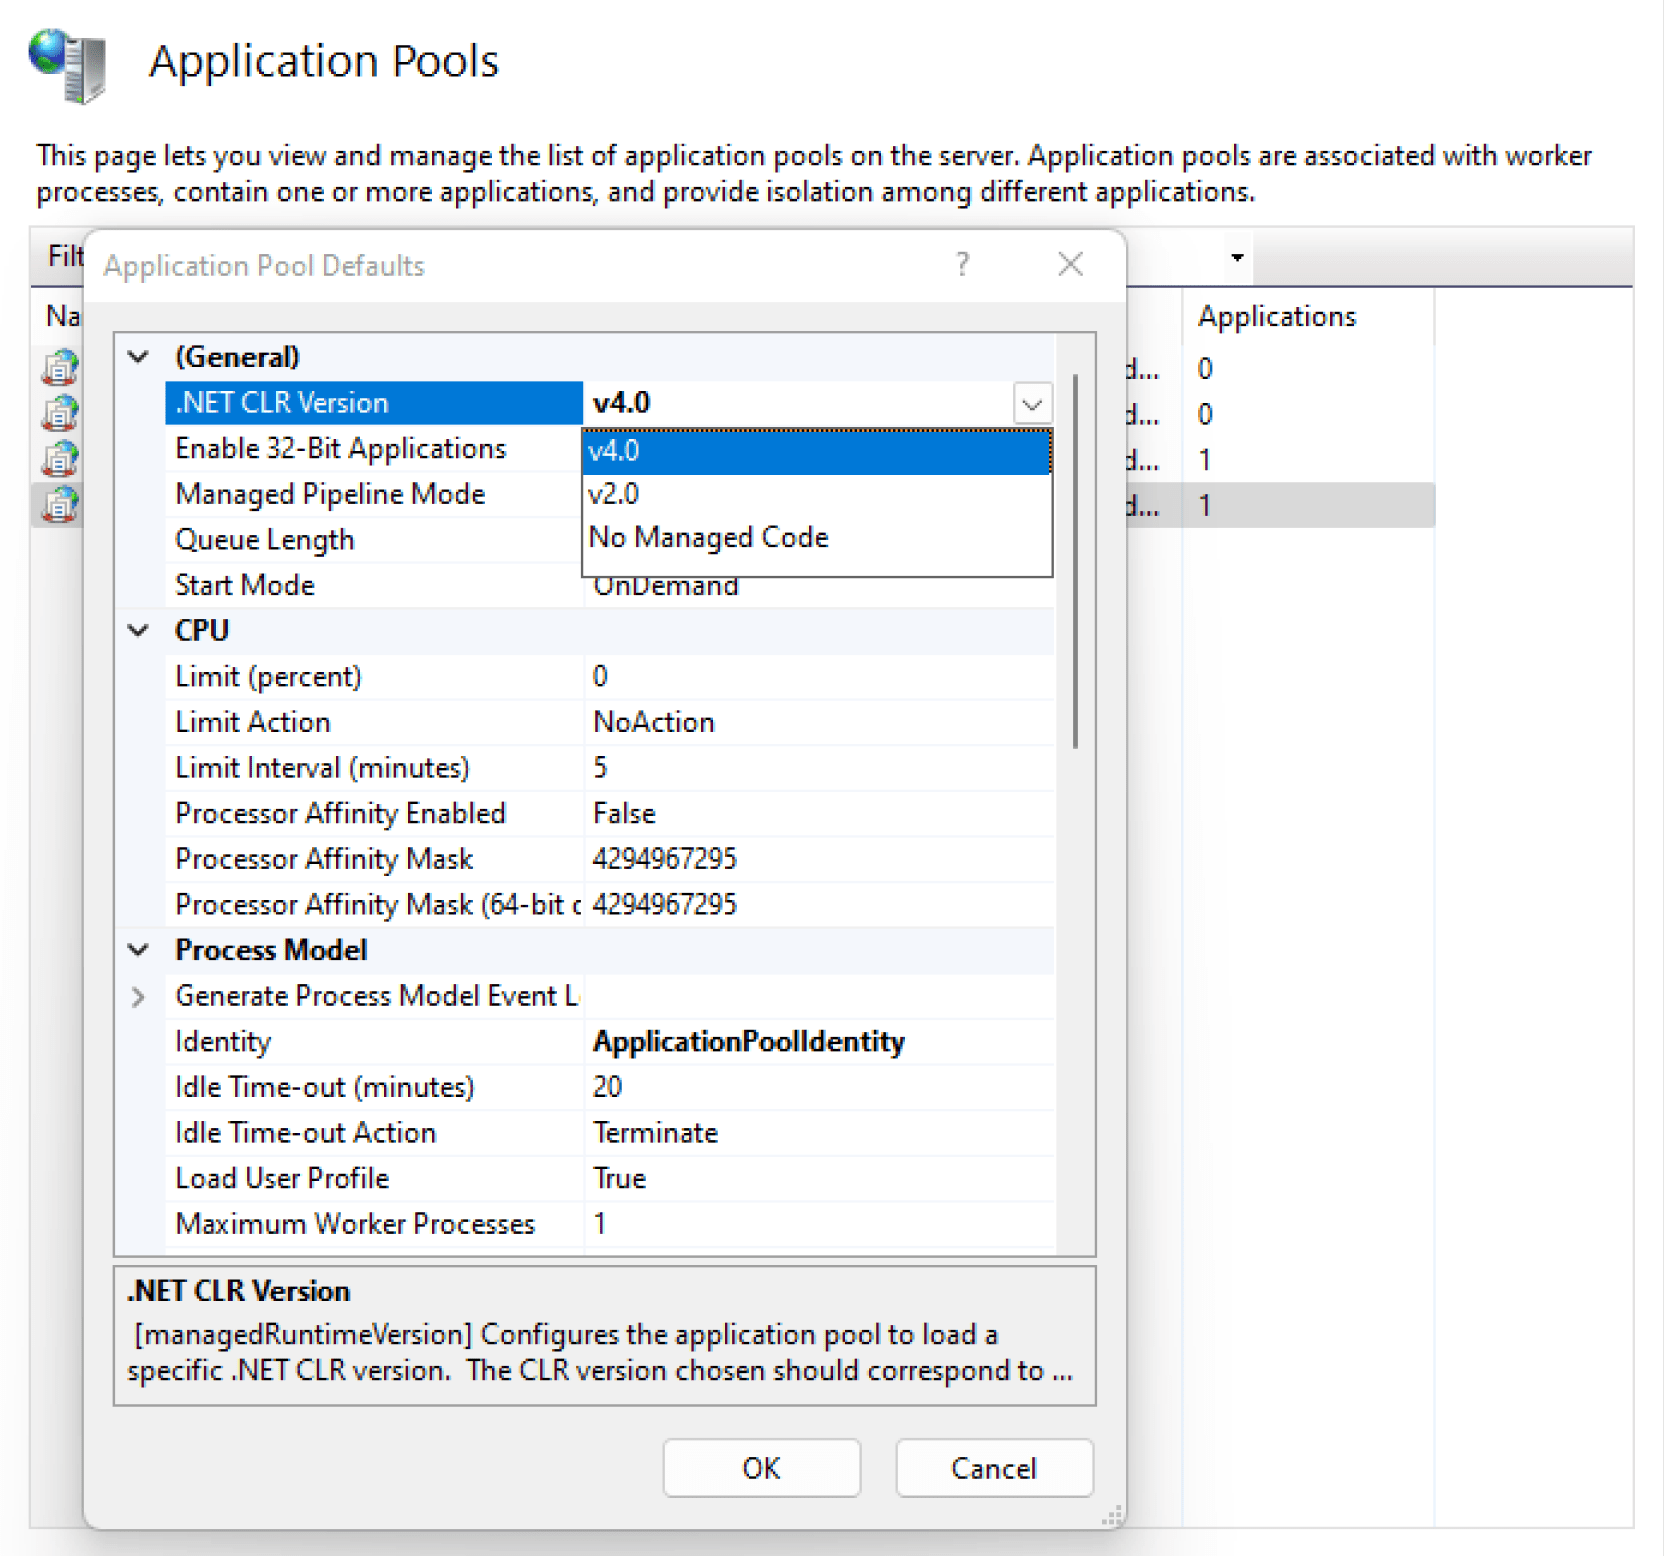 Application Pools
This page lets you view and manage the list of application pools on the server. Application pools are associated with worker
processes, contain one or more applications, and provide isolation among different applications.
Filt
Application Pool Defaults ?
Na
Applications
(General)
.NET CLR Version v4.0
d... 0
Enable 32-Bit Applications
v4.0
d... 0
Managed Pipeline Mode
v2.0
d... 1
Queue Length
No Managed Code
d... 1
Start Mode OnDemand
CPU
Limit (percent) 0
Limit Action NoAction
Limit Interval (minutes) 5
Processor Affinity Enabled False
Processor Affinity Mask 4294967295
Processor Affinity Mask (64-bit 4294967295
Process Model
Generate Process Model Event L
Identity ApplicationPoolIdentity
Idle Time-out (minutes) 20
Idle Time-out Action Terminate
Load User Profile True
Maximum Worker Processes 1
.NET CLR Version
[managedRuntimeVersion] Configures the application pool to load a
specific .NET CLR version.  The CLR version chosen should correspond to ...
OK Cancel